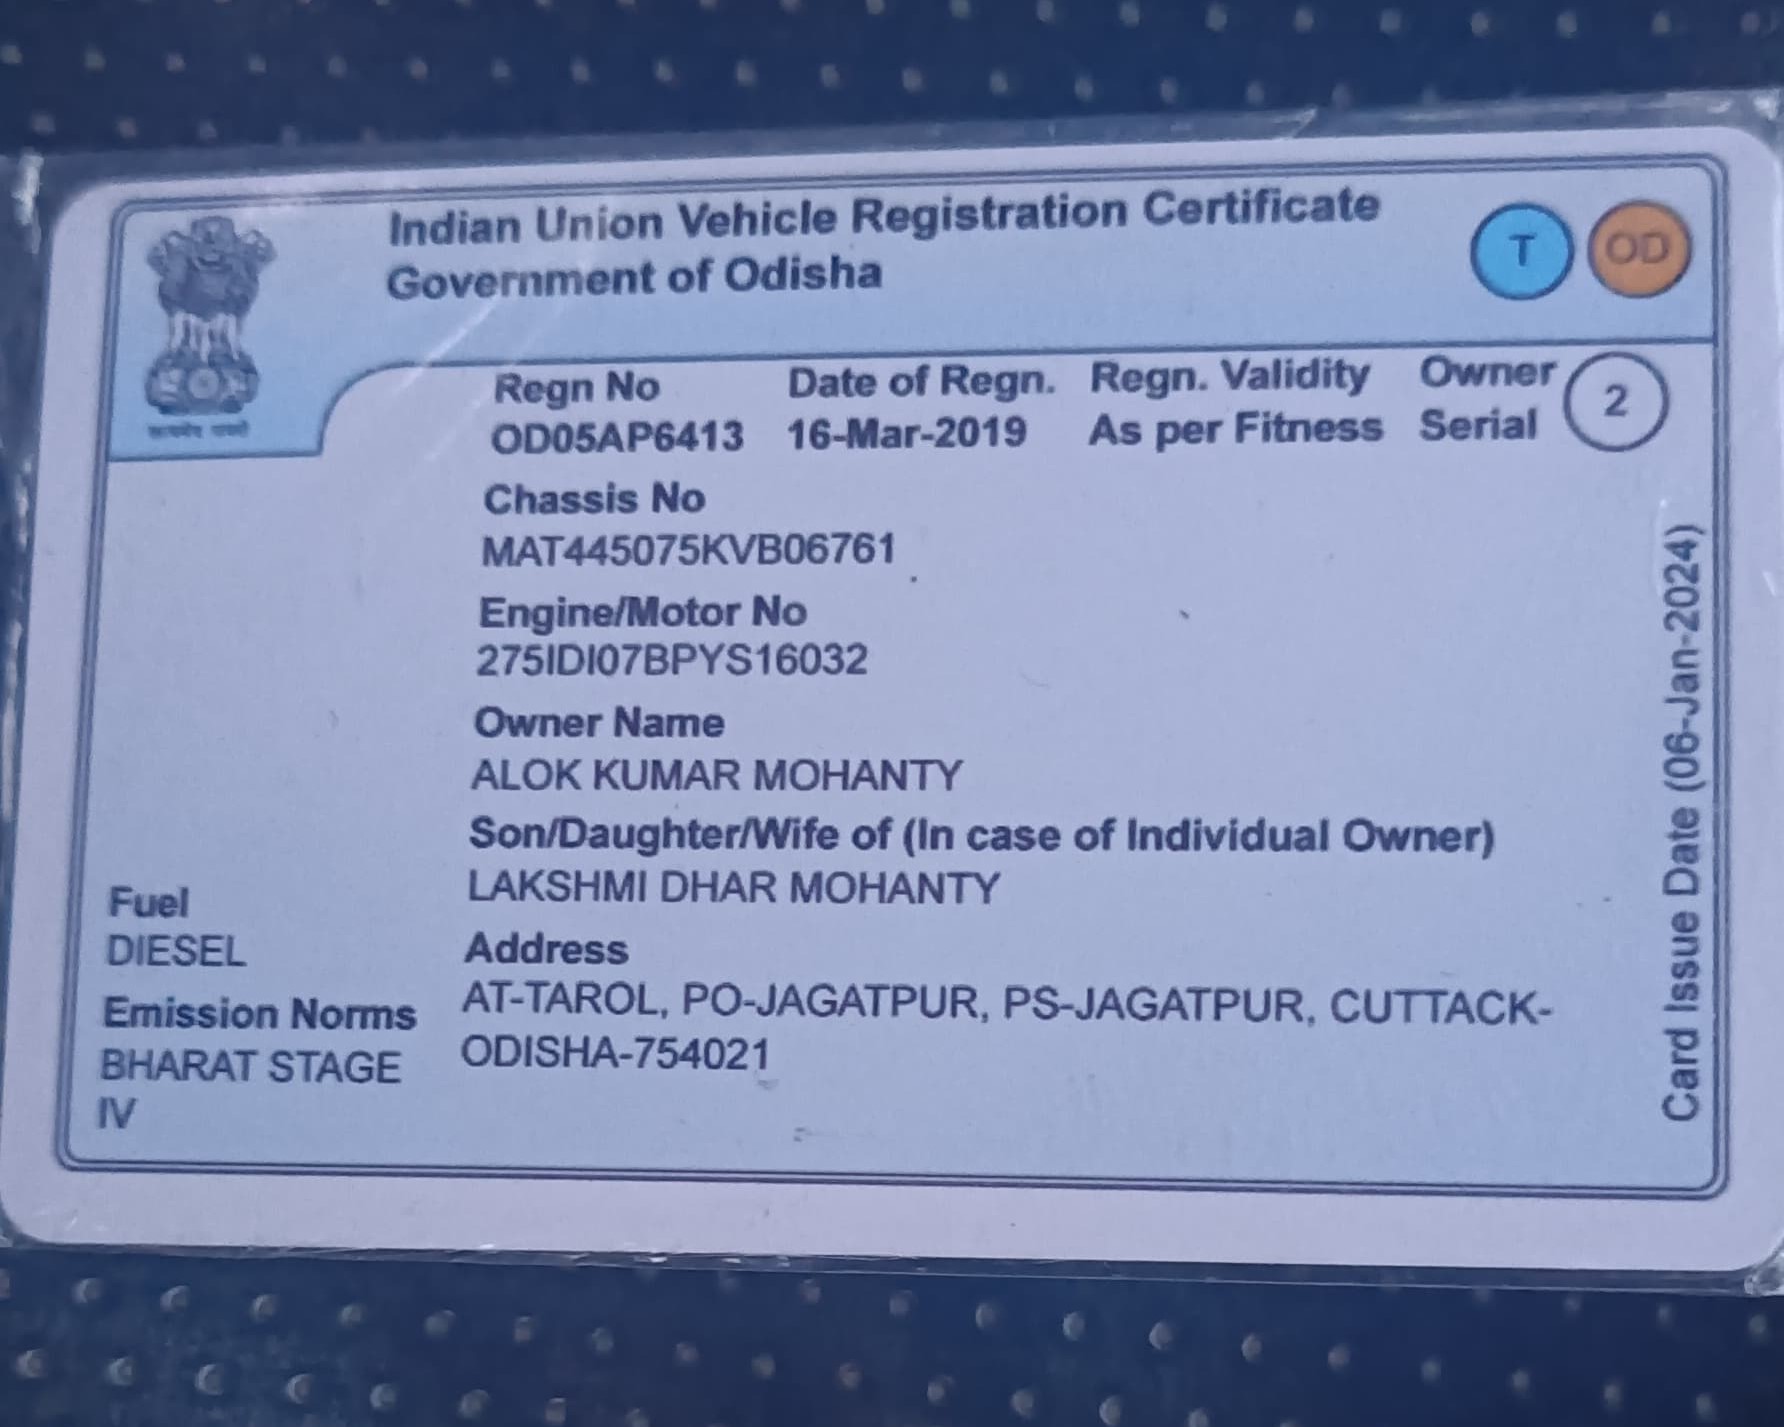 Indian Union Vehicle Registration Certificate
Government of Odisha
T OD
Regn No Date of Regn. Regn. Validity Owner
OD05AP6413 16-Mar-2019 As per Fitness Serial 2
Chassis No
MAT445075KVB06761
Engine/Motor No
275IDI07BPYS16032
Owner Name
ALOK KUMAR MOHANTY
Son/Daughter/Wife of (In case of Individual Owner)
LAKSHMI DHAR MOHANTY
Fuel
DIESEL
Emission Norms
BHARAT STAGE
IV
Address
AT-TAROL, PO-JAGATPUR, PS-JAGATPUR, CUTTACK-
ODISHA-754021
Card Issue Date (06-Jan-2024)